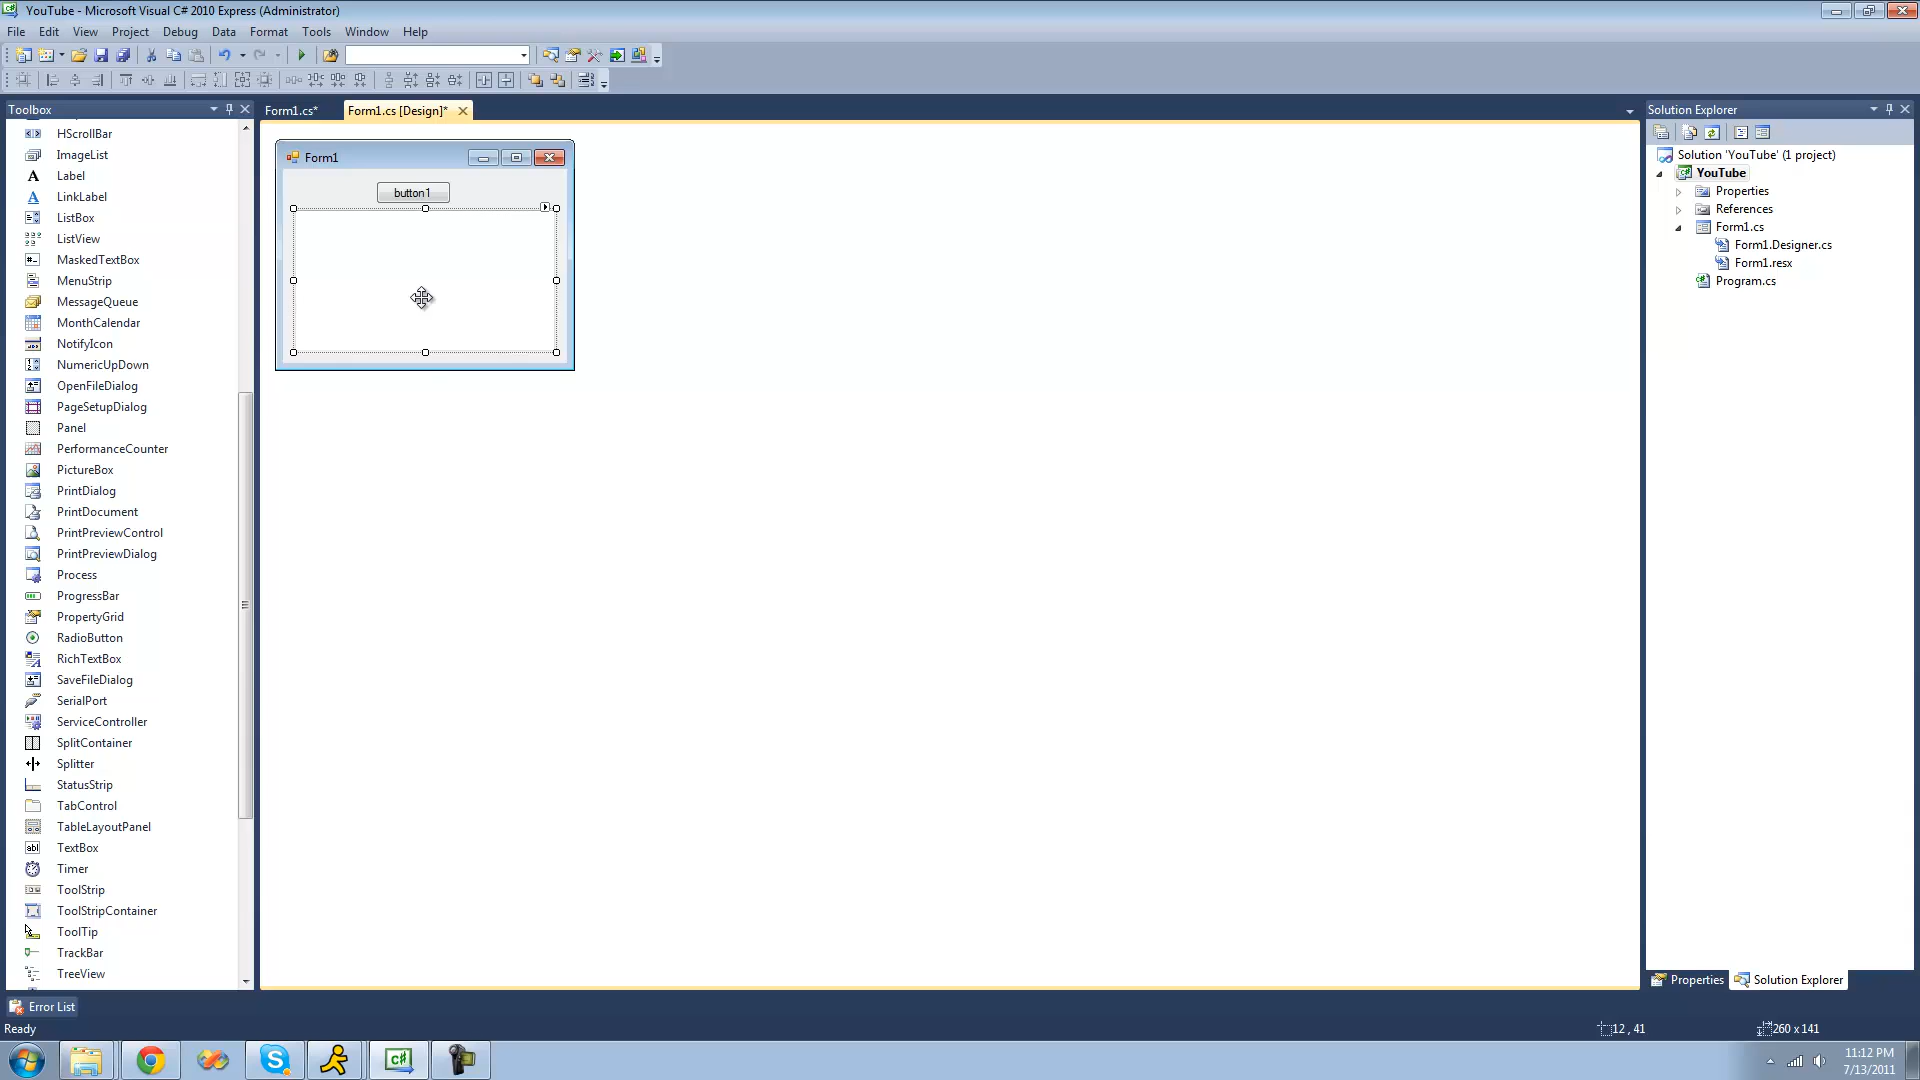 YouTube - Microsoft Visual C# 2010 Express (Administrator)
File Edit View Project Debug Data Format Tools Window Help
Toolbox
HScrollBar
ImageList
Label
LinkLabel
ListBox
ListView
MaskedTextBox
MenuStrip
MessageQueue
MonthCalendar
NotifyIcon
NumericUpDown
OpenFileDialog
PageSetupDialog
Panel
PerformanceCounter
PictureBox
PrintDialog
PrintDocument
PrintPreviewControl
PrintPreviewDialog
Process
ProgressBar
PropertyGrid
RadioButton
RichTextBox
SaveFileDialog
SerialPort
ServiceController
SplitContainer
Splitter
StatusStrip
TabControl
TableLayoutPanel
TextBox
Timer
ToolStrip
ToolStripContainer
ToolTip
TrackBar
TreeView
Form1.cs* Form1.cs [Design]*
Form1
button1
Solution Explorer
Solution 'YouTube' (1 project)
YouTube
Properties
References
Form1.cs
Form1.Designer.cs
Form1.resx
Program.cs
Properties Solution Explorer
Error List
Ready 12 , 41 260 x 141
11:12 PM
7/13/2011